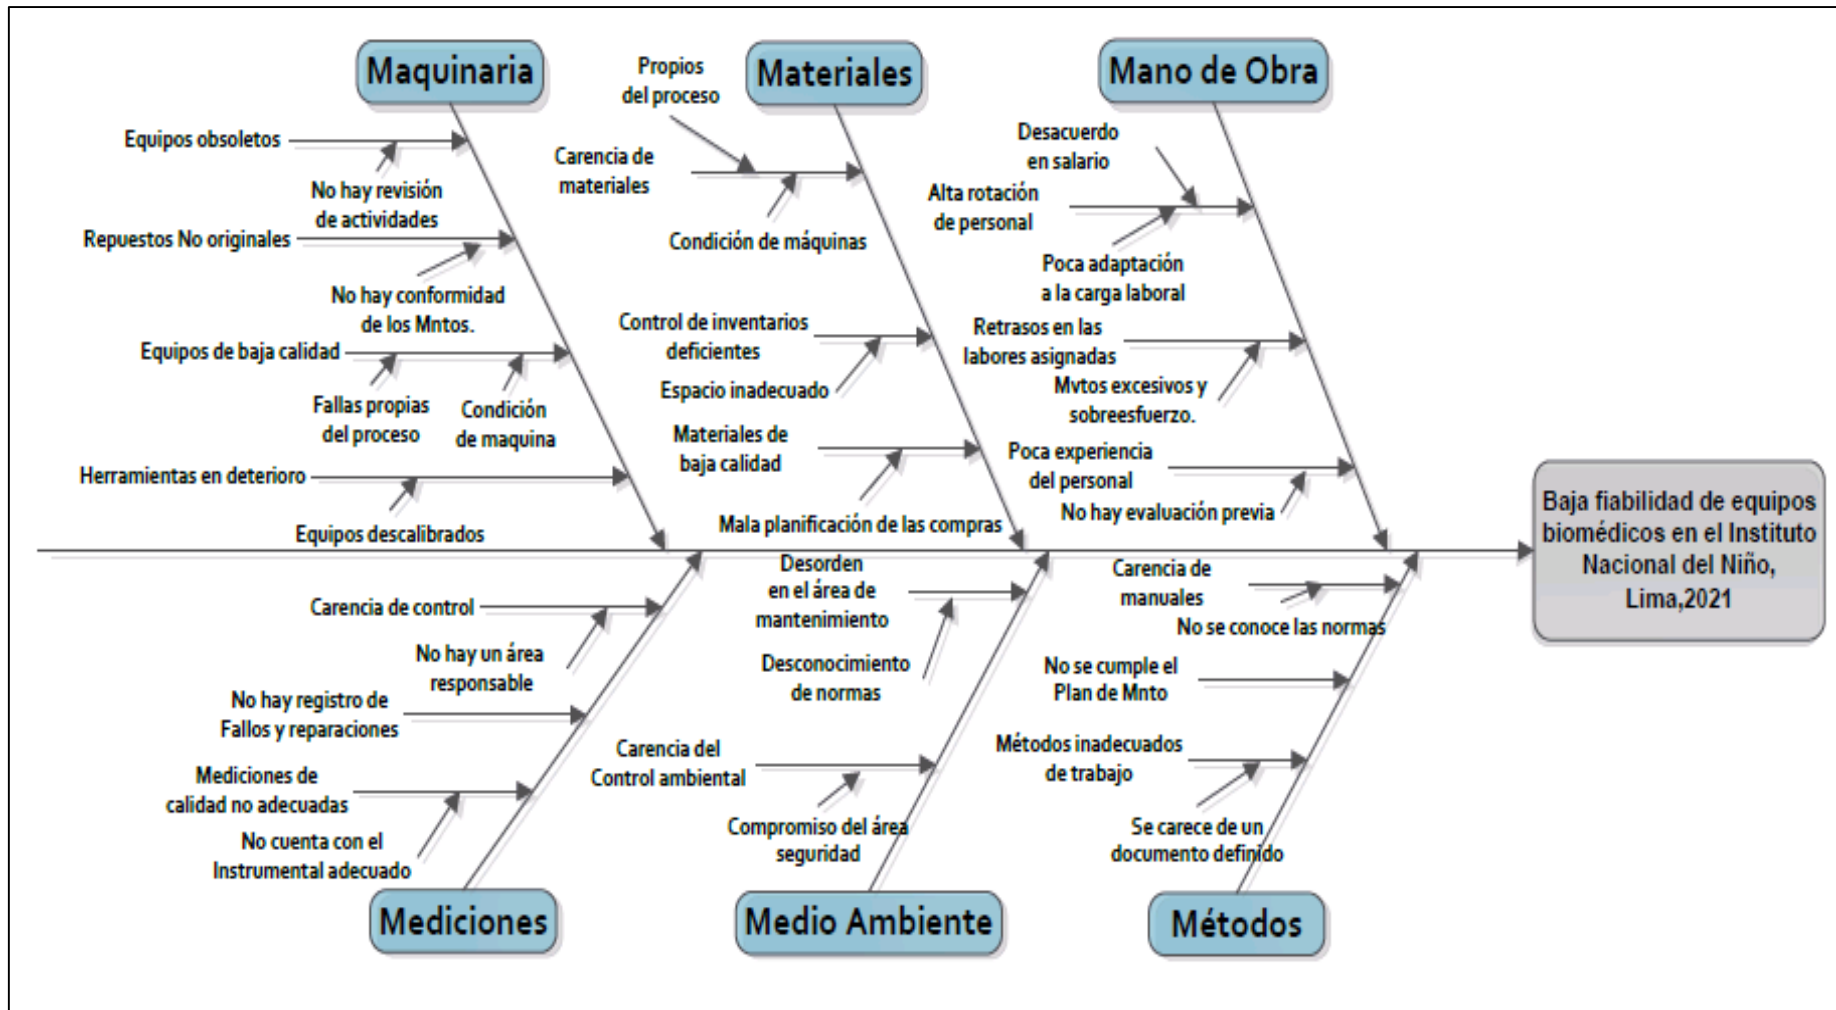 Maquinaria
Equipos obsoletos
No hay revisión
de actividades
Repuestos No originales
No hay conformidad
de los Mntos.
Equipos de baja calidad
Fallas propias
del proceso
Condición
de maquina
Herramientas en deterioro
Equipos descalibrados
Materiales
Propios
del proceso
Carencia de
materiales
Condición de máquinas
Control de inventarios
deficientes
Espacio inadecuado
Materiales de
baja calidad
Mala planificación de las compras
Mano de Obra
Desacuerdo
en salario
Alta rotación
de personal
Poca adaptación
a la carga laboral
Retrasos en las
labores asignadas
Mvtos excesivos y
sobreesfuerzo.
Poca experiencia
del personal
No hay evaluación previa
Baja fiabilidad de equipos
biomédicos en el Instituto
Nacional del Niño,
Lima,2021
Carencia de control
No hay un área
responsable
No hay registro de
Fallos y reparaciones
Mediciones de
calidad no adecuadas
No cuenta con el
Instrumental adecuado
Mediciones
Desorden
en el área de
mantenimiento
Desconocimiento
de normas
Carencia del
Control ambiental
Compromiso del área
seguridad
Medio Ambiente
Carencia de
manuales
No se conoce las normas
No se cumple el
Plan de Mnto
Métodos inadecuados
de trabajo
Se carece de un
documento definido
Métodos